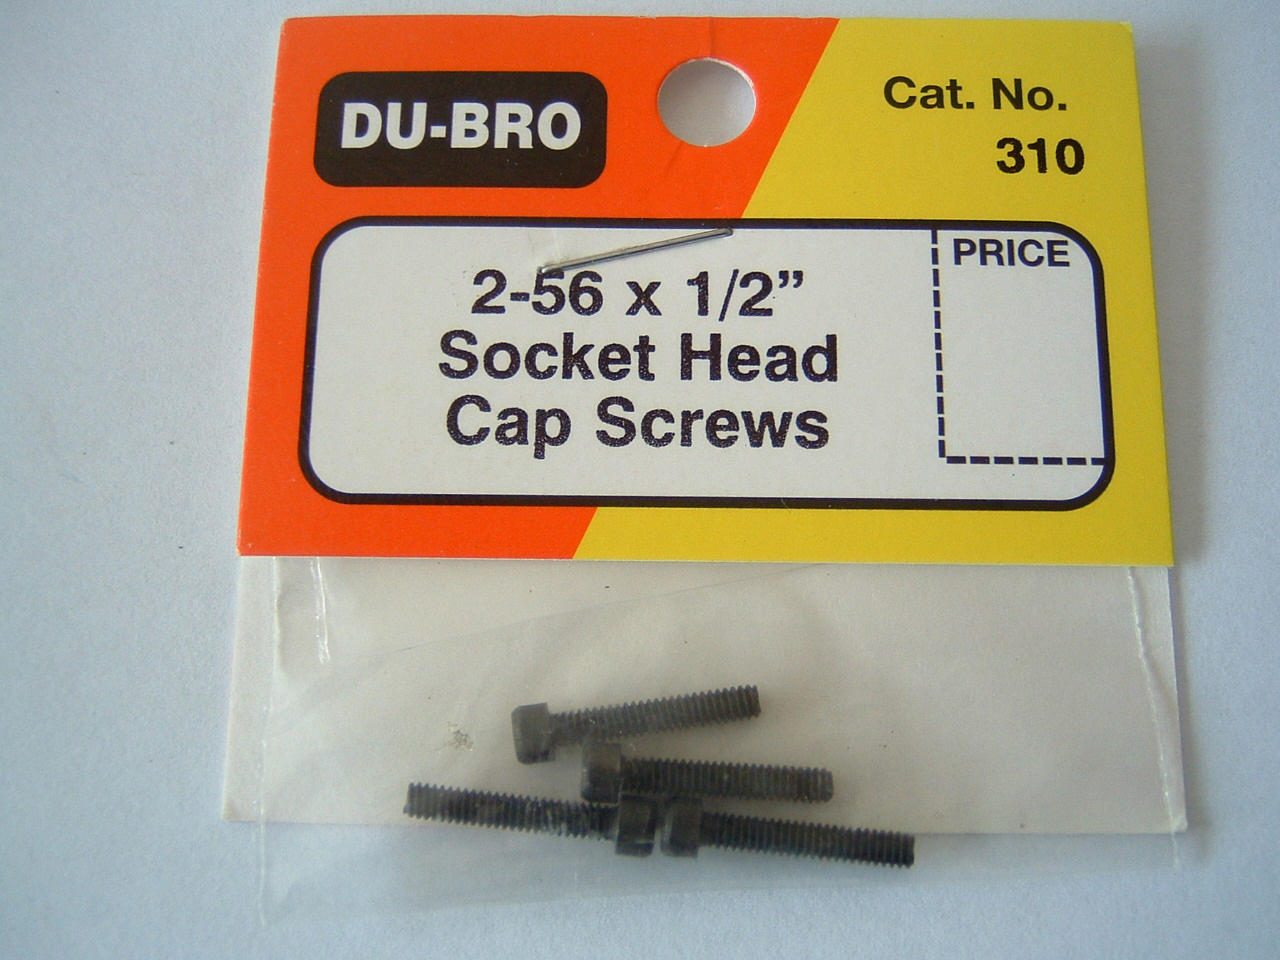 DU-BRO
Cat. No.
310
2-56 x 1/2”
Socket Head
Cap Screws
PRICE